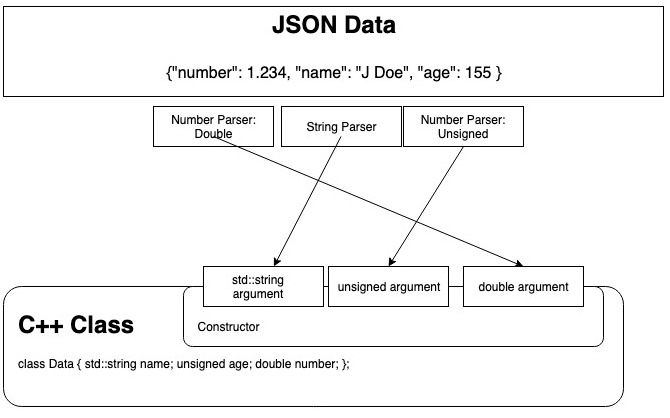 JSON Data
{"number": 1.234, "name": "J Doe", "age": 155 }
Number Parser:
Double
String Parser
Number Parser:
Unsigned
std::string
argument
unsigned argument
double argument
C++ Class
Constructor
class Data { std::string name; unsigned age; double number; };